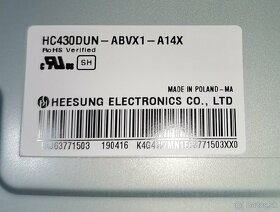 HC430DUN-ABVX1-A14X
RoHS Verified
SH
MADE IN POLAND-MA
HEESUNG ELECTRONICS CO., LTD
190416